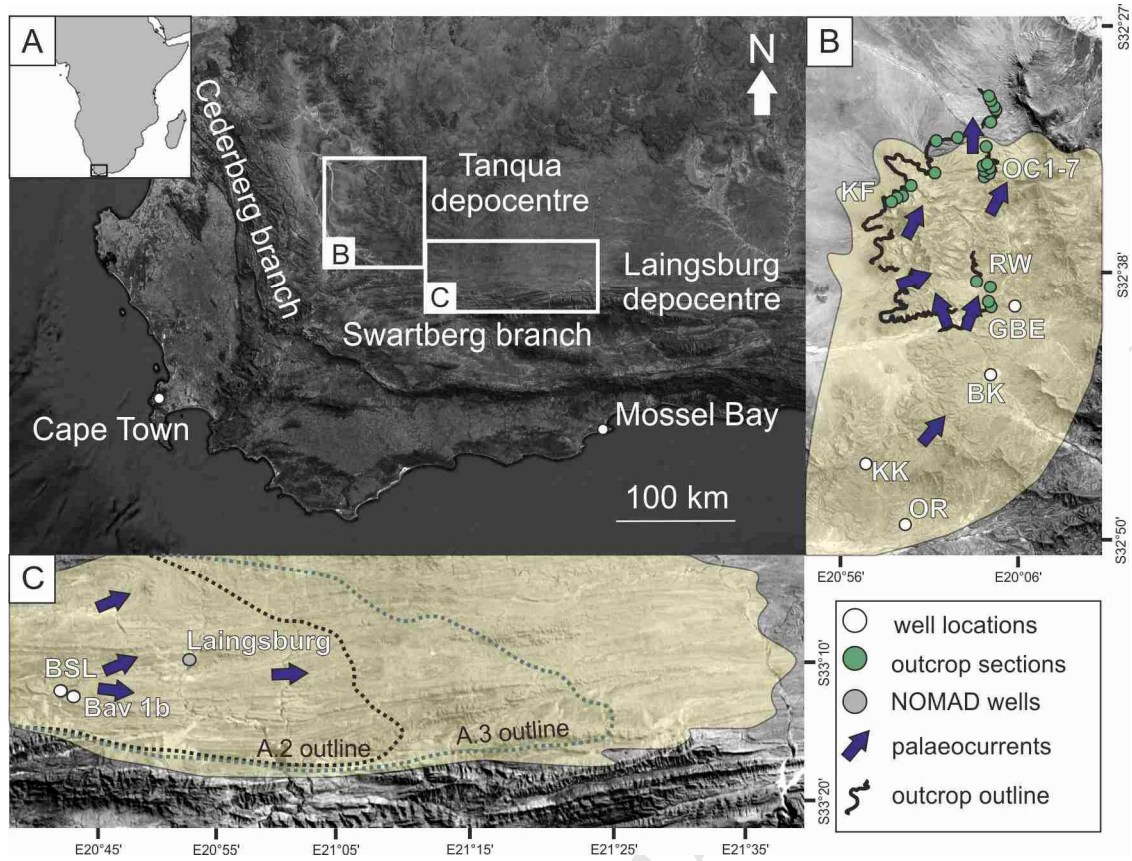 A
N
Cederberg branch
Tanqua
depocentre
B
C
Laingsburg
depocentre
Swartberg branch
Cape Town
Mossel Bay
100 km
B
S32°27'
S32°38'
S32°50'
E20°56'
E20°06'
KF
OC1-7
RW
GBE
BK
KK
OR
C
Laingsburg
BSL
Bav 1b
A.2 outline
A.3 outline
S33°10'
S33°20'
E20°45'
E20°55'
E21°05'
E21°15'
E21°25'
E21°35'
well locations
outcrop sections
NOMAD wells
palaeocurrents
outcrop outline